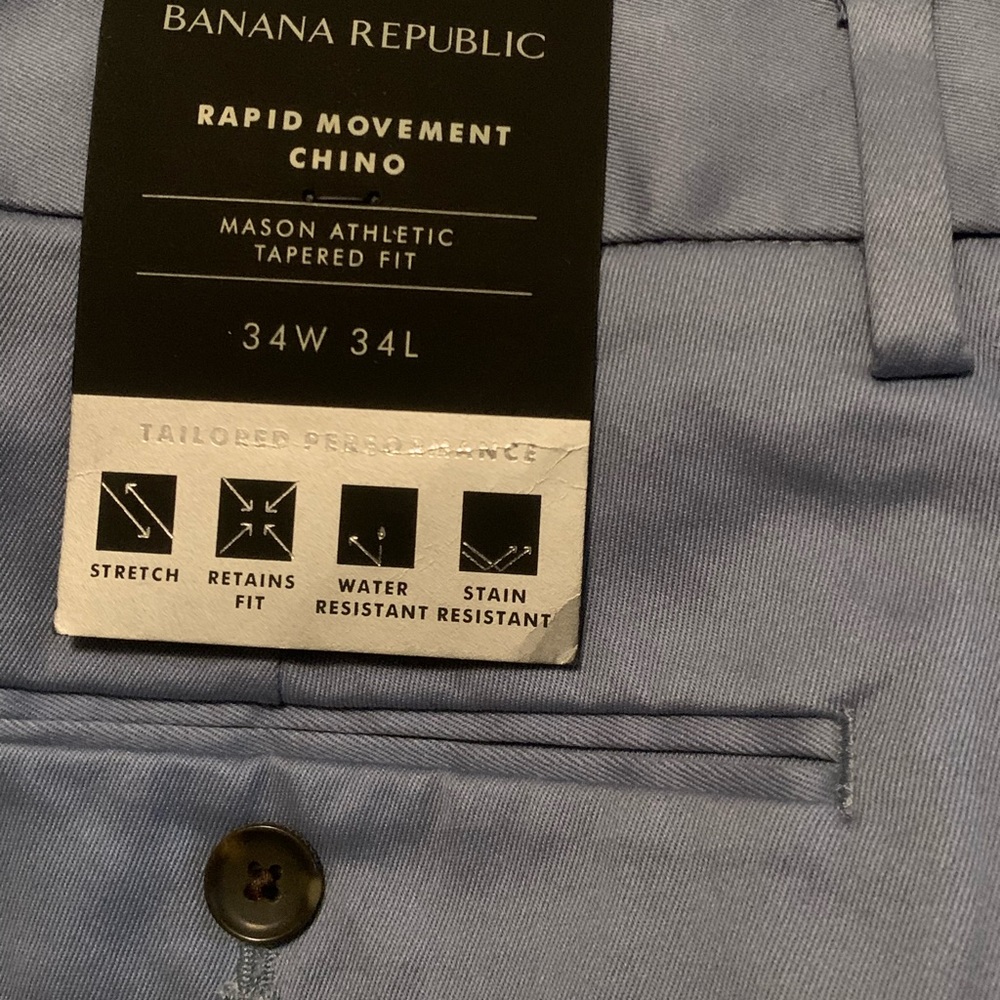 BANANA REPUBLIC
RAPID MOVEMENT
CHINO
MASON ATHLETIC
TAPERED FIT
34W 34L
TAILORED PERFORMANCE
STRETCH
RETAINS
FIT
WATER
RESISTANT
STAIN
RESISTANT